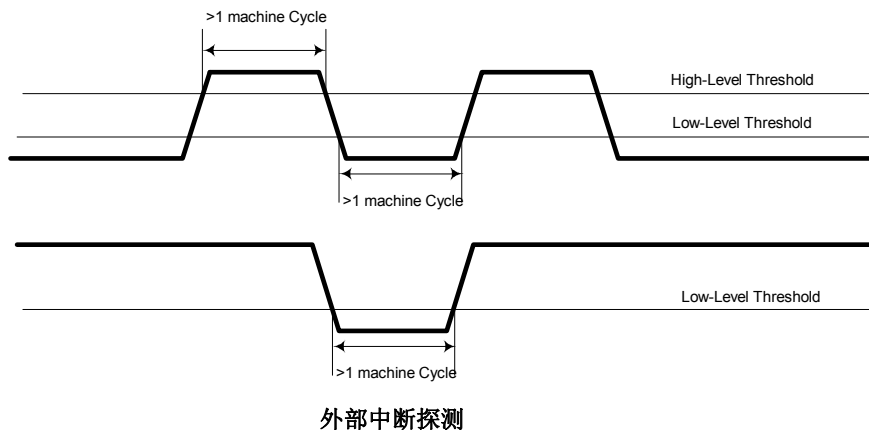 >1 machine Cycle
High-Level Threshold
Low-Level Threshold
>1 machine Cycle
Low-Level Threshold
>1 machine Cycle
外部中断探测